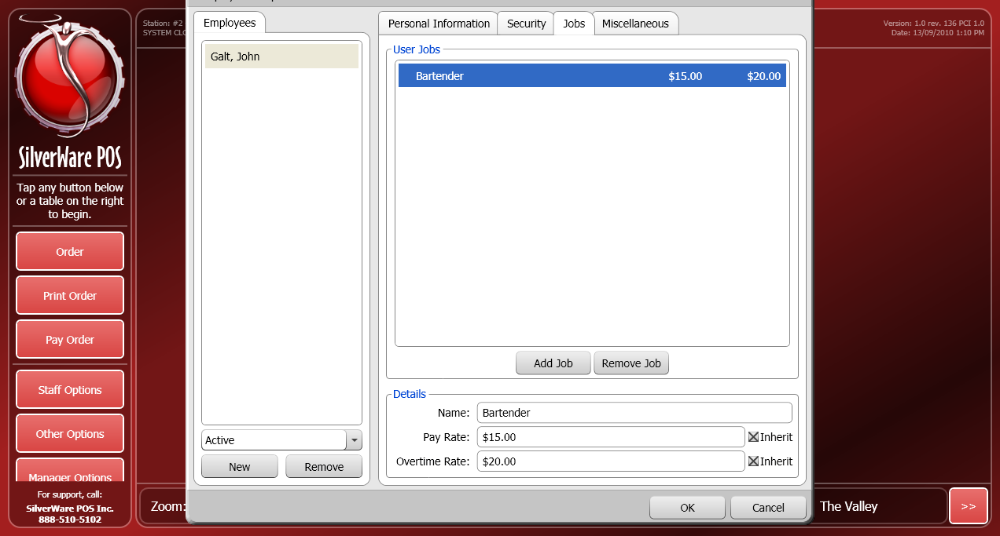 Station: #2
SYSTEM CLO
Version: 1.0 rev. 136 PCI 1.0
Date: 13/09/2010 1:10 PM
SilverWare POS
Tap any button below
or a table on the right
to begin.
Order
Print Order
Pay Order
Staff Options
Other Options
Manager Options
For support, call:
SilverWare POS Inc.
888-510-5102
Employees
Galt, John
Active
New
Remove
Personal Information
Security
Jobs
Miscellaneous
User Jobs
Bartender $15.00 $20.00
Add Job
Remove Job
Details
Name: Bartender
Pay Rate: $15.00 Inherit
Overtime Rate: $20.00 Inherit
OK
Cancel
Zoom:
The Valley
>>